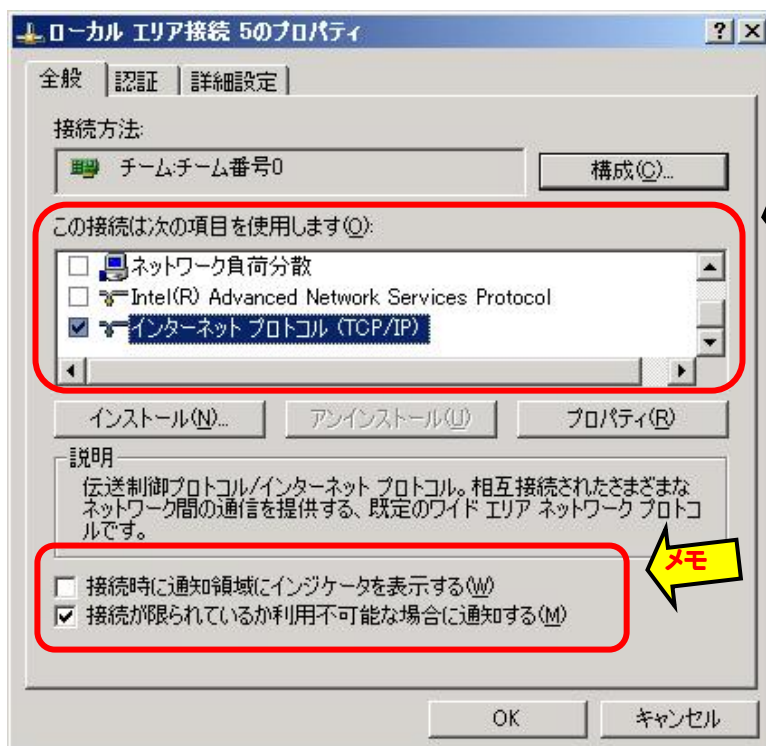 ローカル エリア接続 5のプロパティ
全般
認証
詳細設定
接続方法:
チーム:チーム番号0
構成(C)...
この接続は次の項目を使用します(O):
ネットワーク負荷分散
Intel(R) Advanced Network Services Protocol
インターネット プロトコル (TCP/IP)
インストール(N)...
アンインストール(U)
プロパティ(R)
説明
伝送制御プロトコル/インターネット プロトコル。相互接続されたさまざまな
ネットワーク間の通信を提供する、既定のワイド エリア ネットワーク プロトコ
ルです。
メモ
接続時に通知領域にインジケータを表示する(W)
接続が限られているか利用不可能な場合に通知する(M)
OK
キャンセル